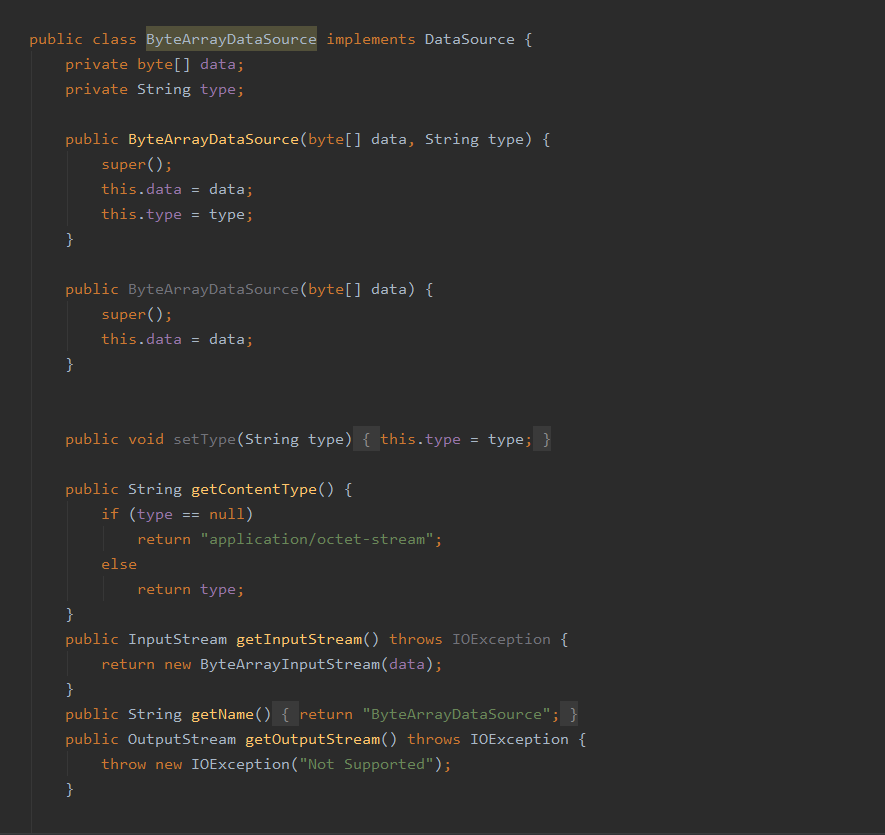 public class ByteArrayDataSource implements DataSource {
private byte[] data;
private String type;
public ByteArrayDataSource(byte[] data, String type) {
super();
this.data = data;
this.type = type;
}
public ByteArrayDataSource(byte[] data) {
super();
this.data = data;
}
public void setType(String type) { this.type = type; }
public String getContentType() {
if (type == null)
return "application/octet-stream";
else
return type;
}
public InputStream getInputStream() throws IOException {
return new ByteArrayInputStream(data);
}
public String getName() { return "ByteArrayDataSource"; }
public OutputStream getOutputStream() throws IOException {
throw new IOException("Not Supported");
}